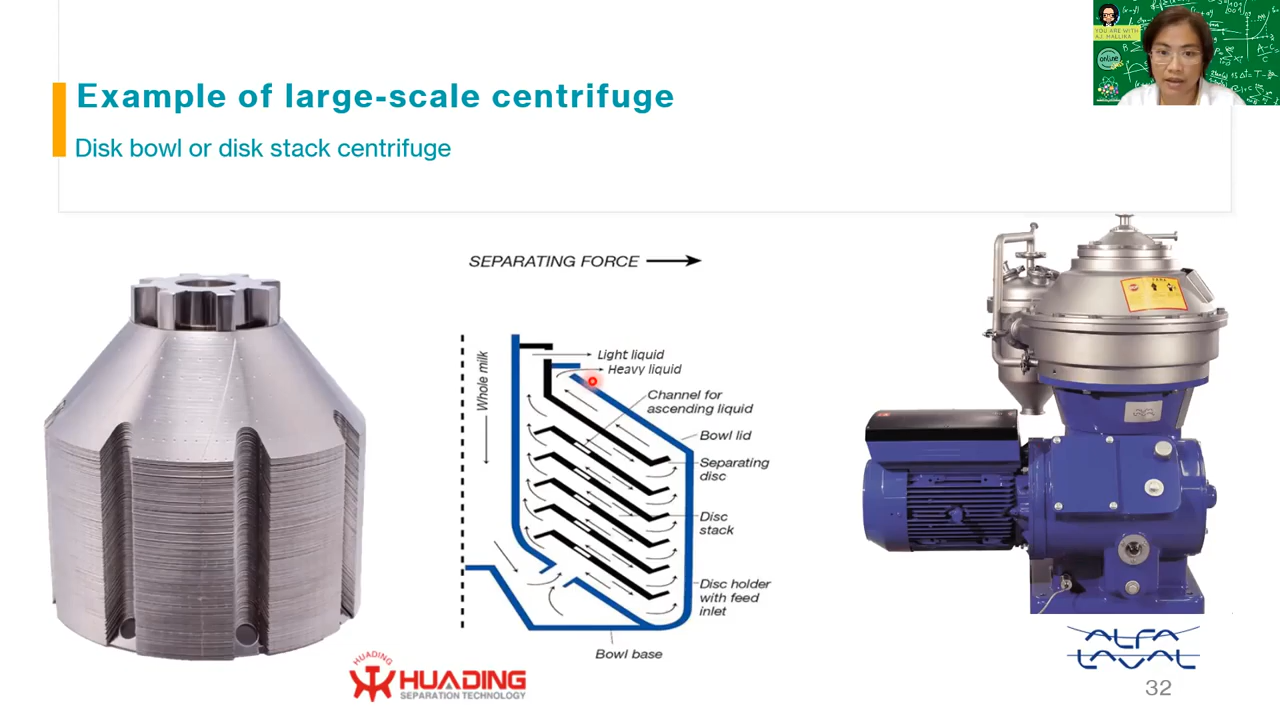 Example of large-scale centrifuge
Disk bowl or disk stack centrifuge
YOU ARE WITH
AJ. MALLIKA
online
SEPARATING FORCE
Whole milk
Light liquid
Heavy liquid
Channel for
ascending liquid
Bowl lid
Separating
disc
Disc
stack
Disc holder
with feed
inlet
Bowl base
HUADING
HUADING
SEPARATION TECHNOLOGY
ALFA
LAVAL
32